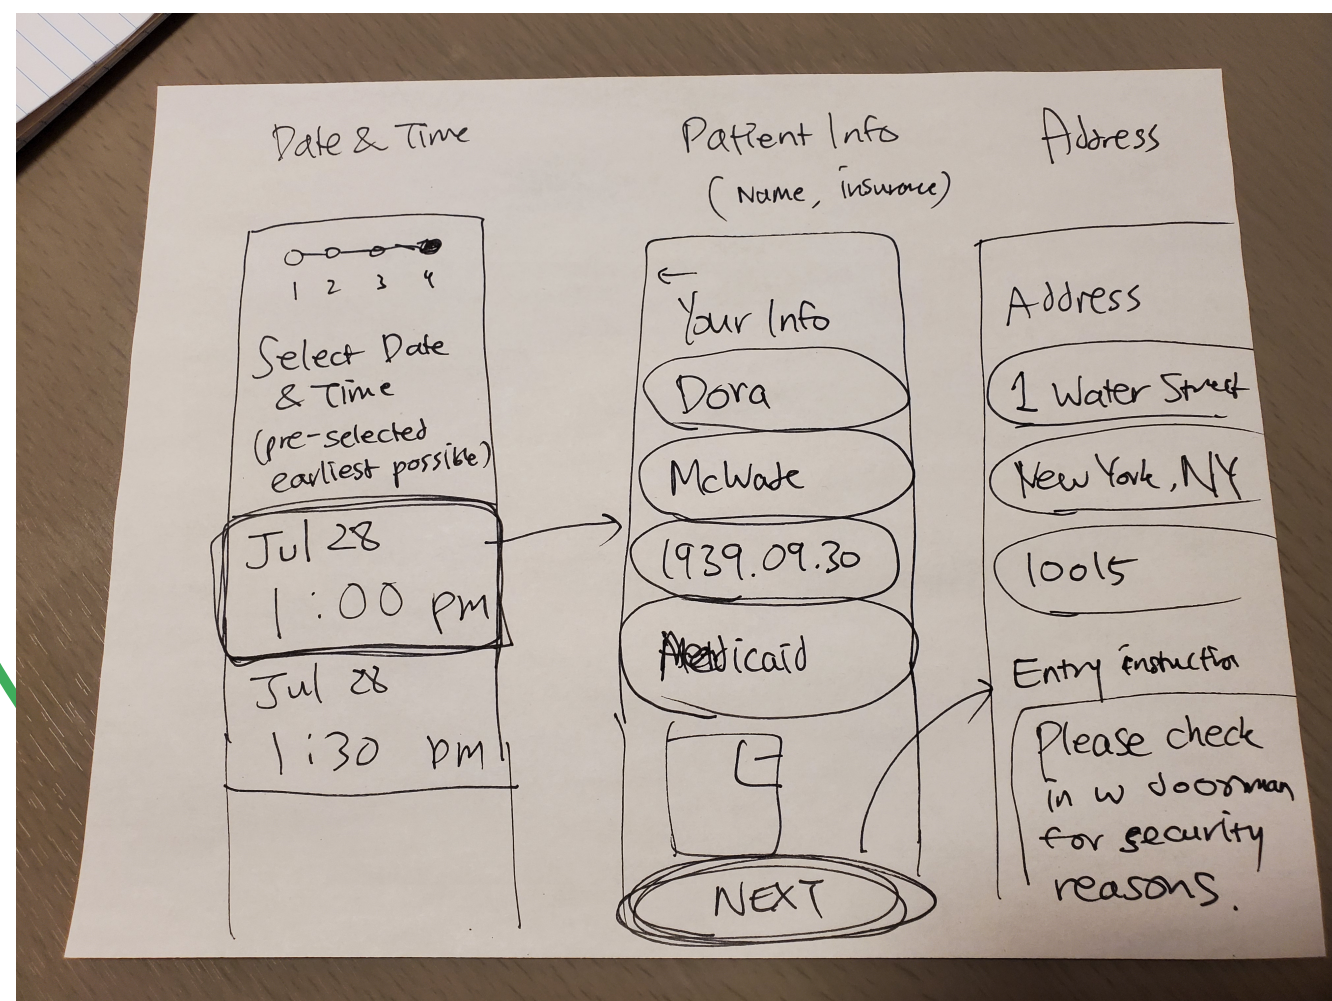 Date & Time
1 2 3 4
Select Date
& Time
(pre-selected
earliest possible)
Jul 28
1:00 pm
Jul 28
1:30 pm
Patient Info
(Name, insurance)
←
Your Info
Dora
McWade
1939.09.30
Medicaid
NEXT
Address
Address
1 Water Street
New York, NY
10015
Entry instuction
Please check
in w doorman
for security
reasons.